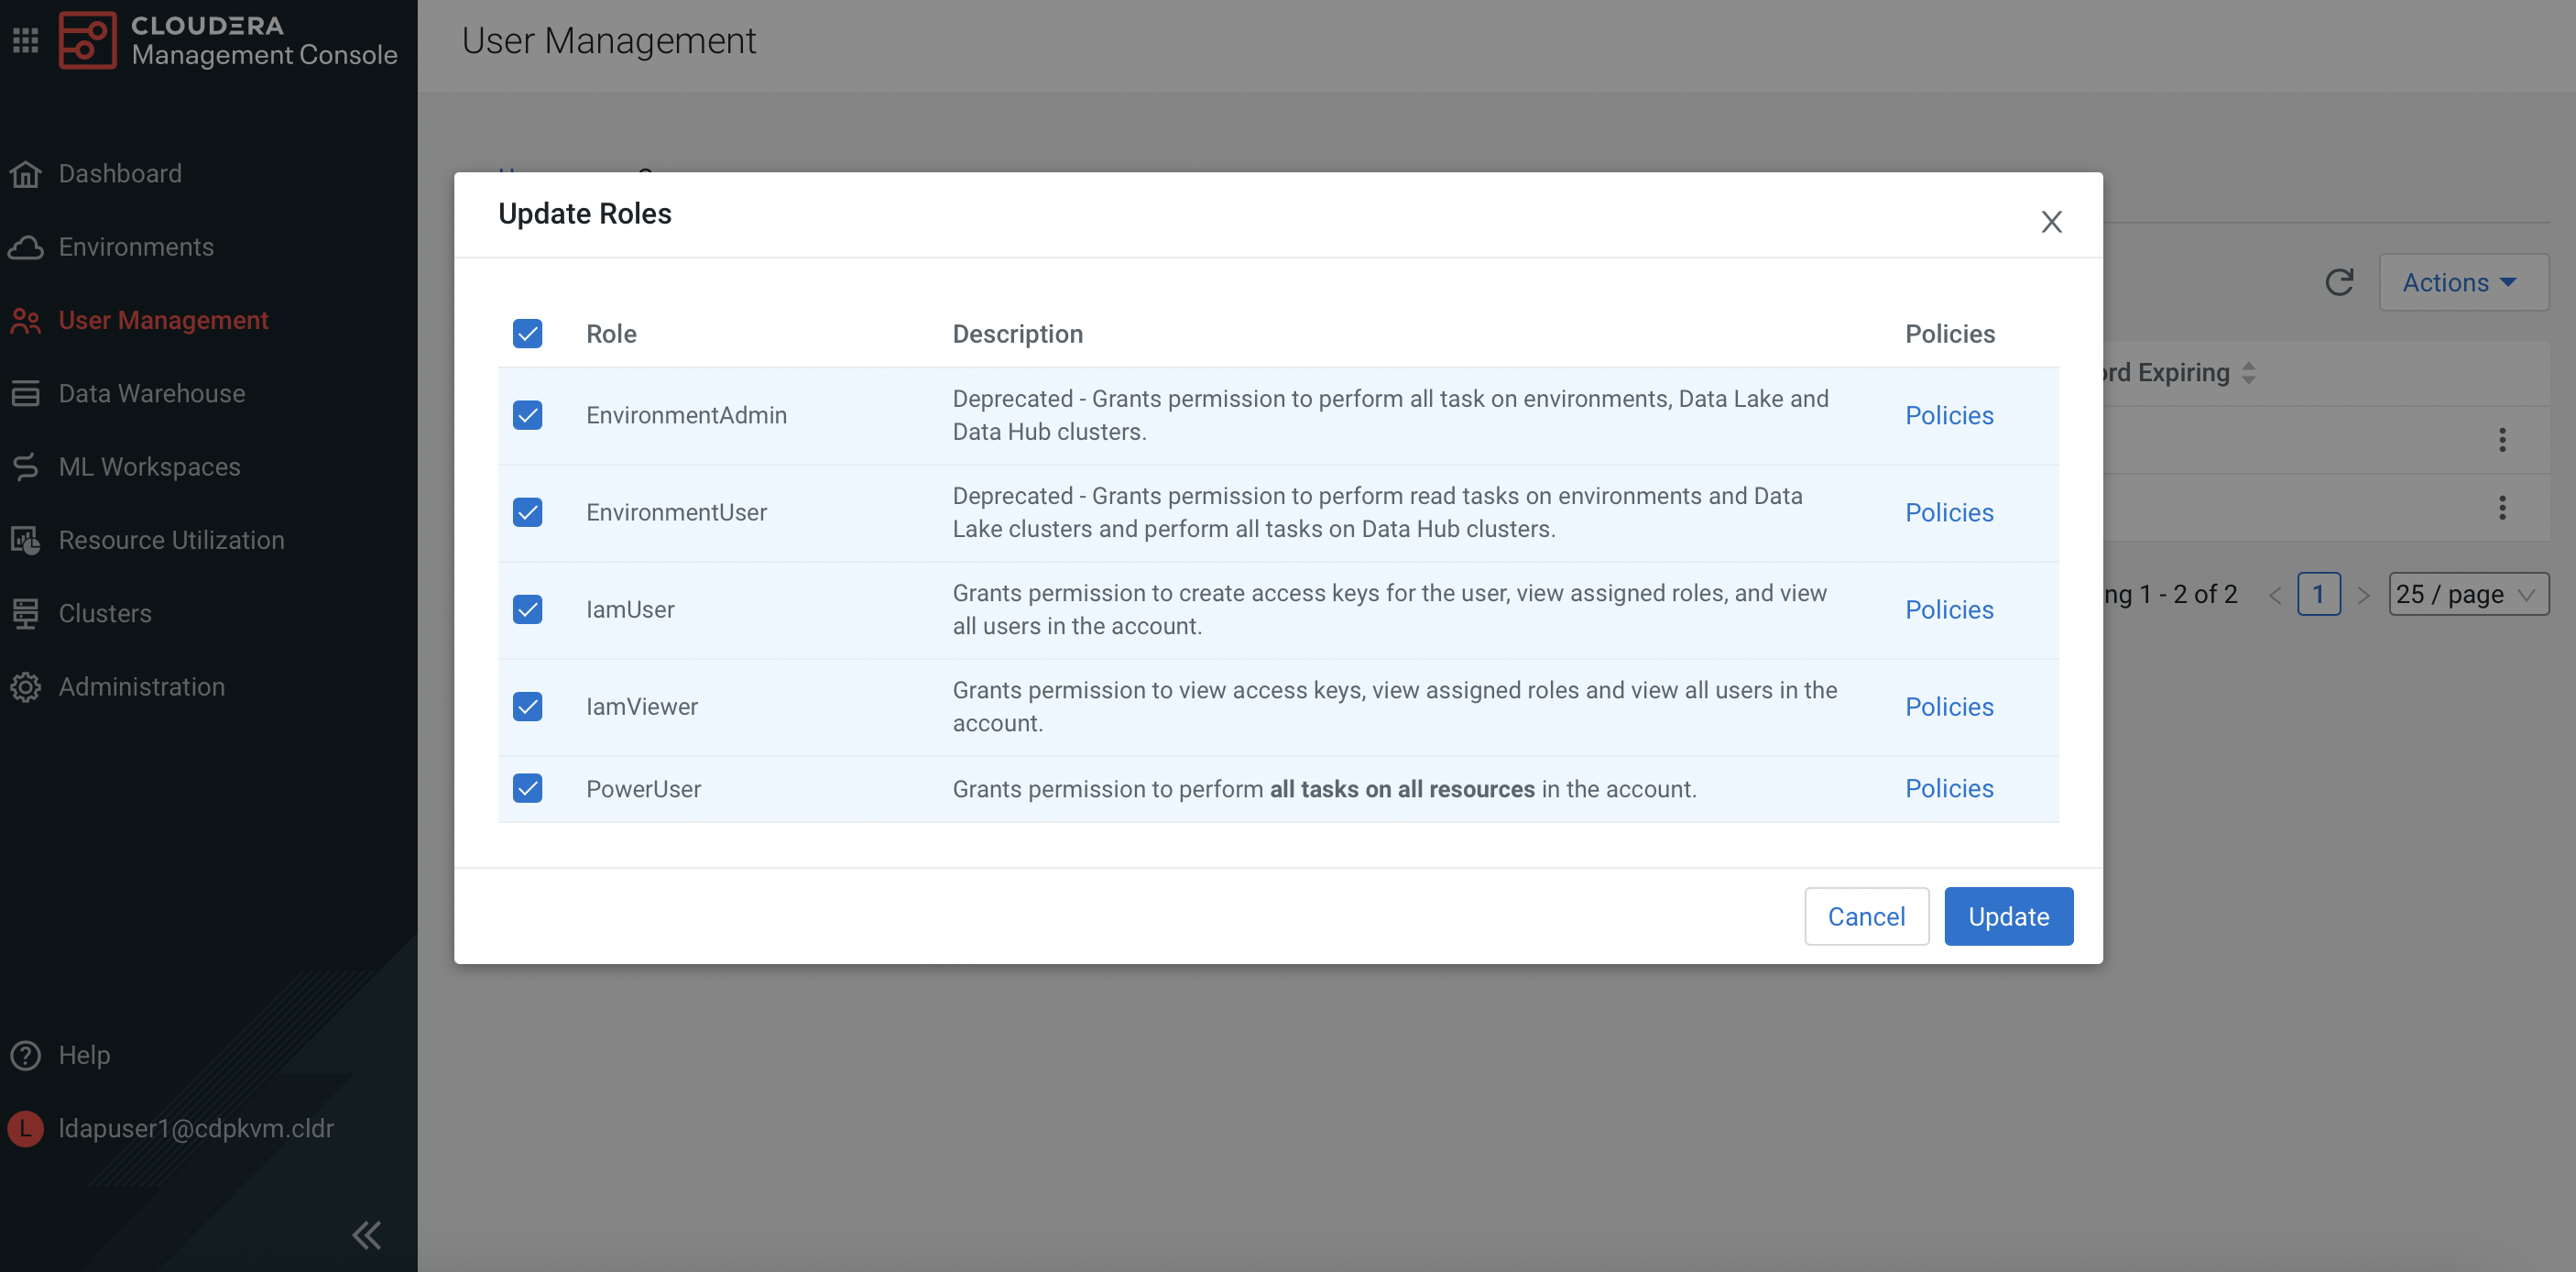 CLOUDERA
Management Console
User Management
Dashboard
Environments
User Management
Data Warehouse
ML Workspaces
Resource Utilization
Clusters
Administration
Help
L ldapuser1@cdpkvm.cldr
Update Roles
Role Description Policies
EnvironmentAdmin Deprecated - Grants permission to perform all task on environments, Data Lake and
Data Hub clusters. Policies
EnvironmentUser Deprecated - Grants permission to perform read tasks on environments and Data
Lake clusters and perform all tasks on Data Hub clusters. Policies
IamUser Grants permission to create access keys for the user, view assigned roles, and view
all users in the account. Policies
IamViewer Grants permission to view access keys, view assigned roles and view all users in the
account. Policies
PowerUser Grants permission to perform all tasks on all resources in the account. Policies
Cancel Update
Actions
Expiring
1 - 2 of 2 < 1 > 25 / page